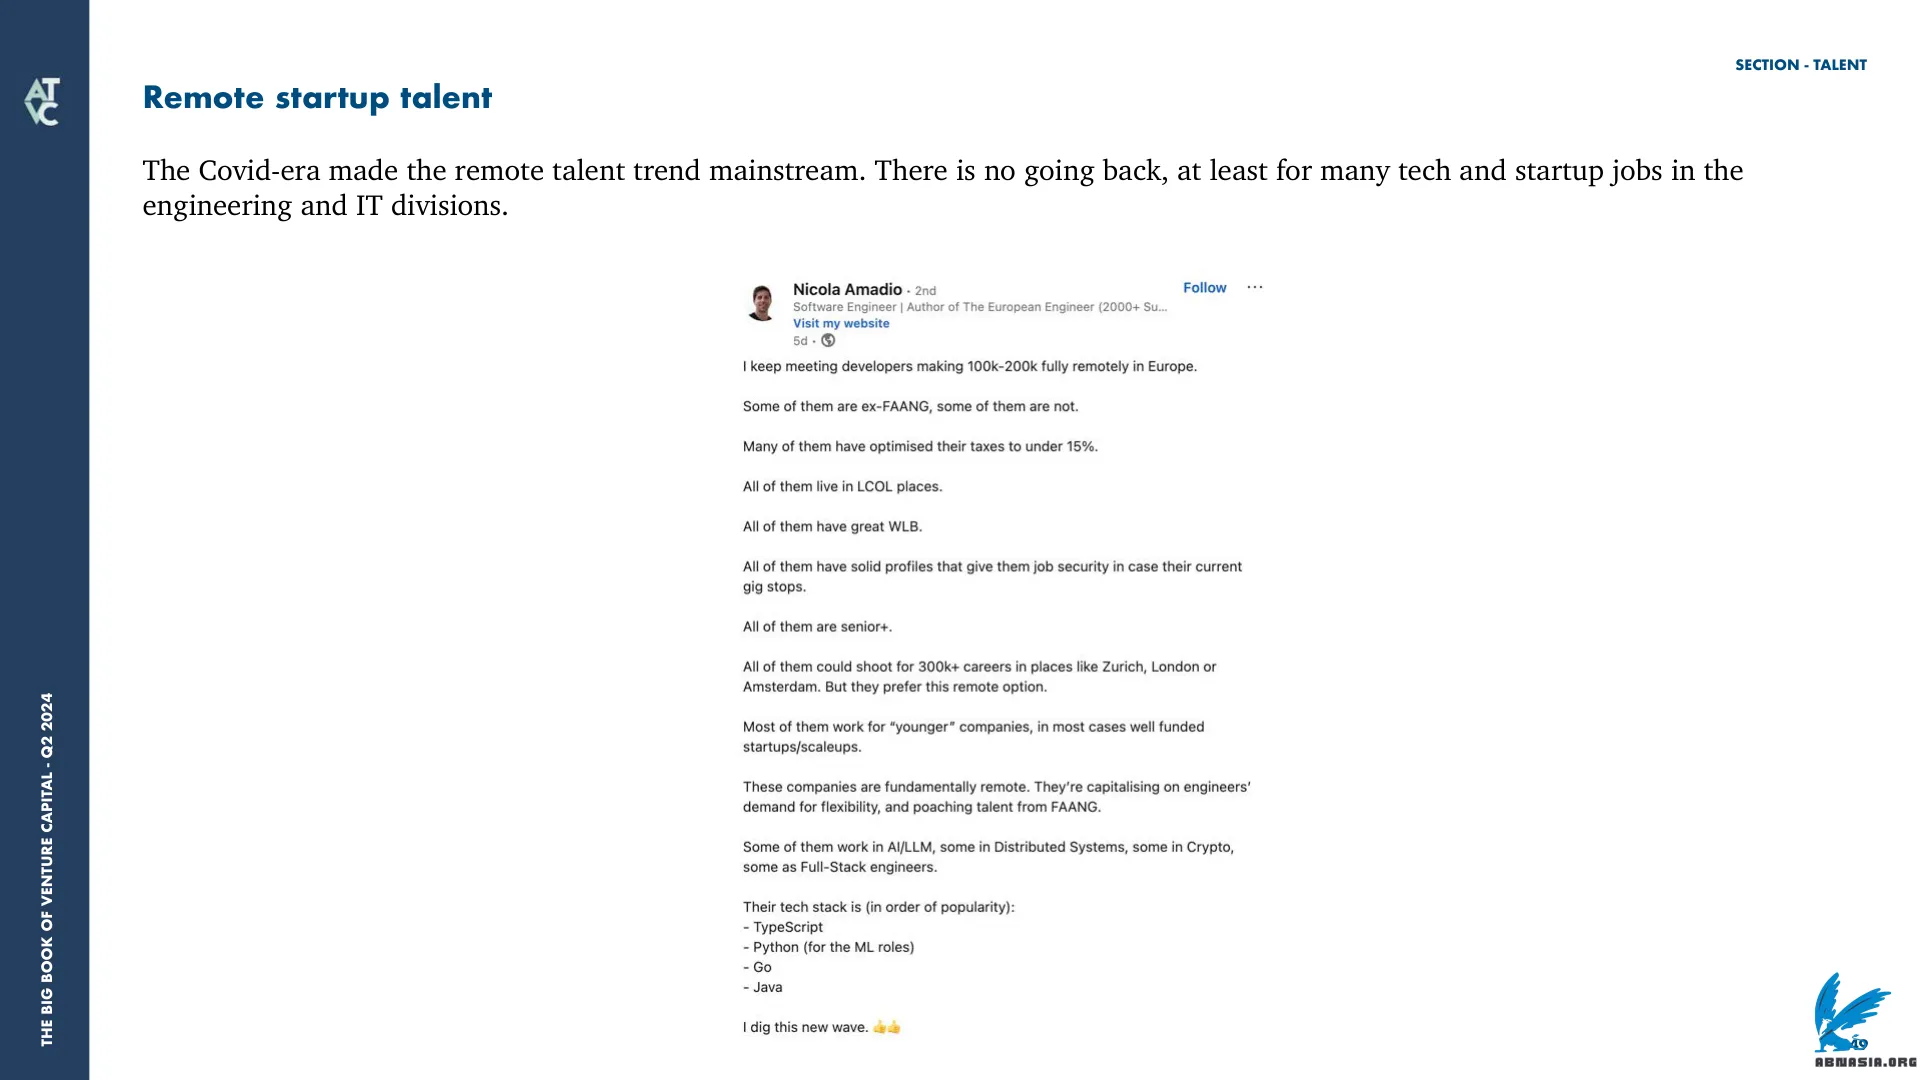 SECTION - TALENT
AT
VC
Remote startup talent
The Covid-era made the remote talent trend mainstream. There is no going back, at least for many tech and startup jobs in the
engineering and IT divisions.
Nicola Amadio · 2nd
Follow ···
Software Engineer | Author of The European Engineer (2000+ Su...
Visit my website
5d ·
I keep meeting developers making 100k-200k fully remotely in Europe.
Some of them are ex-FAANG, some of them are not.
Many of them have optimised their taxes to under 15%.
All of them live in LCOL places.
All of them have great WLB.
All of them have solid profiles that give them job security in case their current
gig stops.
All of them are senior+.
All of them could shoot for 300k+ careers in places like Zurich, London or
Amsterdam. But they prefer this remote option.
Most of them work for “younger” companies, in most cases well funded
startups/scaleups.
These companies are fundamentally remote. They’re capitalising on engineers’
demand for flexibility, and poaching talent from FAANG.
Some of them work in AI/LLM, some in Distributed Systems, some in Crypto,
some as Full-Stack engineers.
Their tech stack is (in order of popularity):
- TypeScript
- Python (for the ML roles)
- Go
- Java
I dig this new wave. 👍👍
THE BIG BOOK OF VENTURE CAPITAL - Q2 2024
49
ABNASIA.ORG